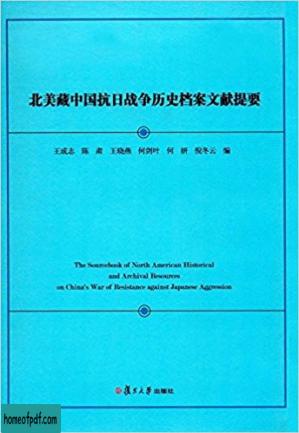 北美藏中国抗日战争历史档案文献提要
王成志 陈肃 王晓燕 何剑叶 何妍 倪冬云 编
The Sourcebook of North American Historical
and Archival Resources
on China's War of Resistance against Japanese Aggression
復旦大學出版社
homeofpdf.com